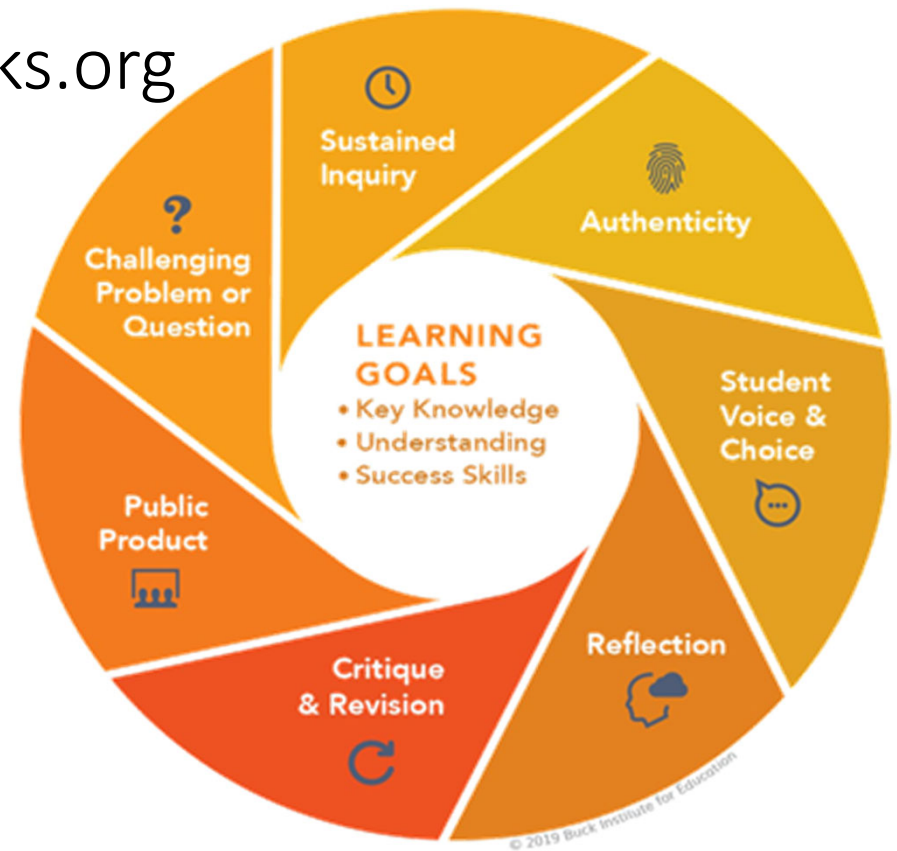 ks.org
Sustained
Inquiry
Authenticity
?
Challenging
Problem or
Question
LEARNING
GOALS
• Key Knowledge
• Understanding
• Success Skills
Student
Voice &
Choice
Public
Product
Reflection
Critique
& Revision
© 2019 Buck Institute for Education